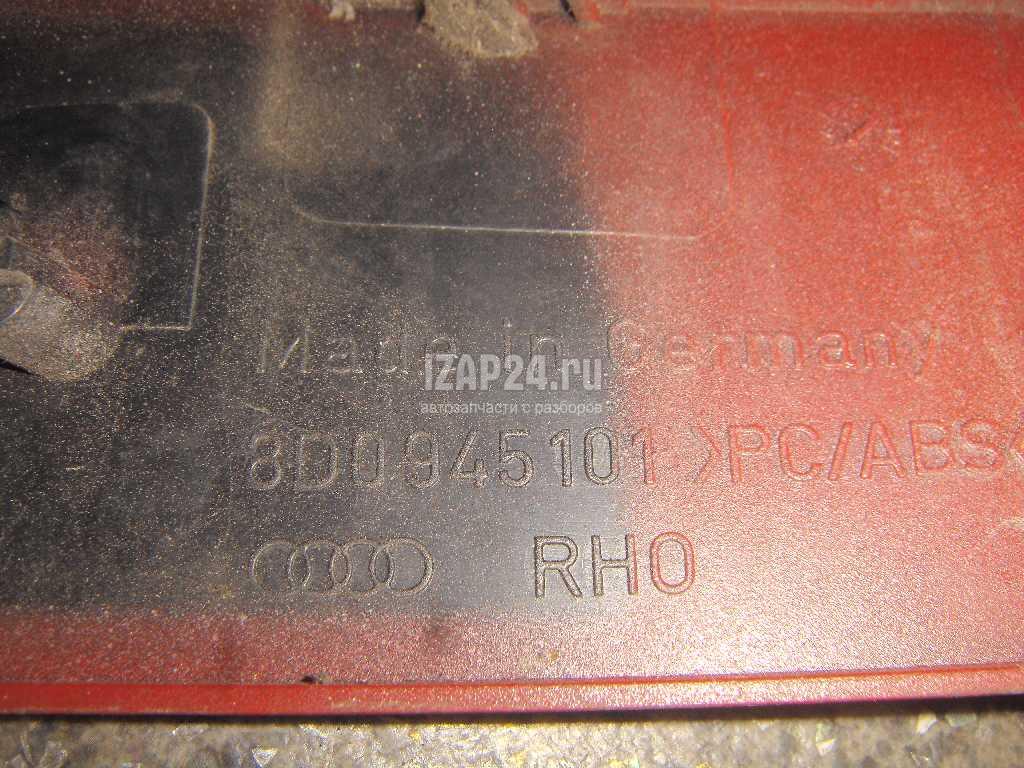 Made in Germany
IZAP24.ru
автозапчасти с разборов
8D0945101 >PC/ABS<
RHO